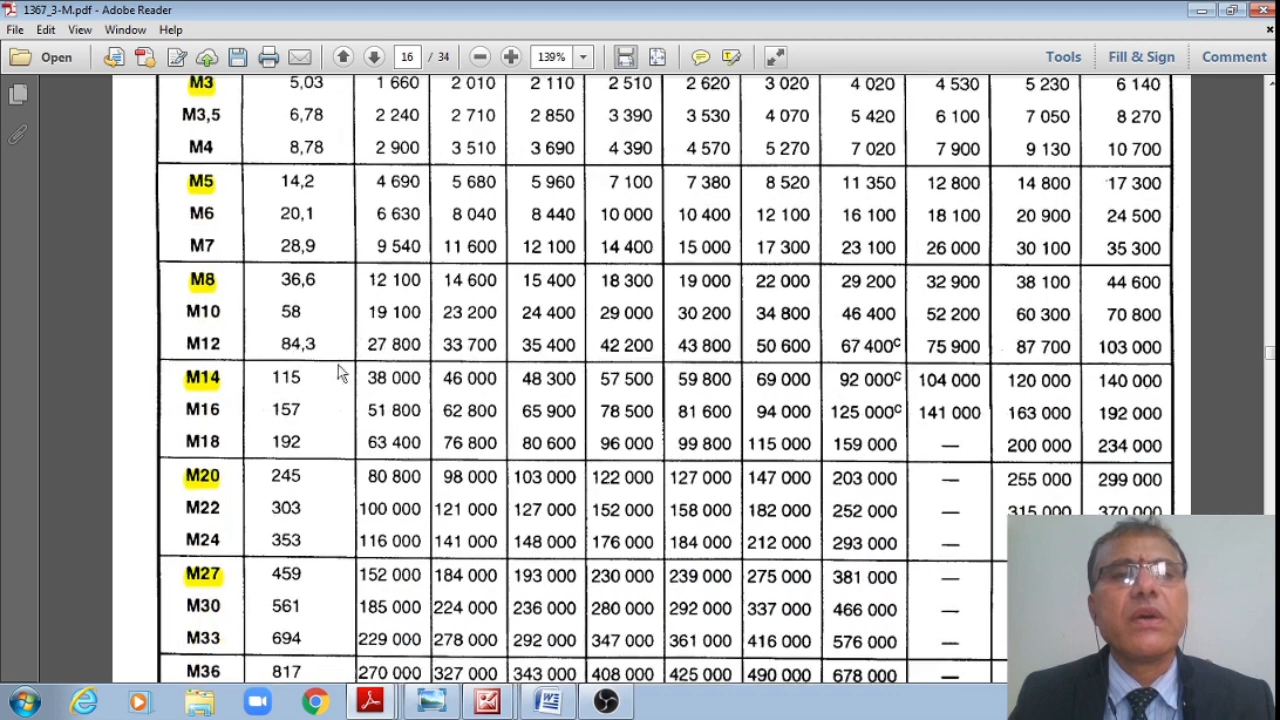 1367_3-M.pdf - Adobe Reader
File Edit View Window Help
Open 16 / 34 139% Tools Fill & Sign Comment
M3 5,03 1 660 2 010 2 110 2 510 2 620 3 020 4 020 4 530 5 230 6 140
M3,5 6,78 2 240 2 710 2 850 3 390 3 530 4 070 5 420 6 100 7 050 8 270
M4 8,78 2 900 3 510 3 690 4 390 4 570 5 270 7 020 7 900 9 130 10 700
M5 14,2 4 690 5 680 5 960 7 100 7 380 8 520 11 350 12 800 14 800 17 300
M6 20,1 6 630 8 040 8 440 10 000 10 400 12 100 16 100 18 100 20 900 24 500
M7 28,9 9 540 11 600 12 100 14 400 15 000 17 300 23 100 26 000 30 100 35 300
M8 36,6 12 100 14 600 15 400 18 300 19 000 22 000 29 200 32 900 38 100 44 600
M10 58 19 100 23 200 24 400 29 000 30 200 34 800 46 400 52 200 60 300 70 800
M12 84,3 27 800 33 700 35 400 42 200 43 800 50 600 67 400c 75 900 87 700 103 000
M14 115 38 000 46 000 48 300 57 500 59 800 69 000 92 000c 104 000 120 000 140 000
M16 157 51 800 62 800 65 900 78 500 81 600 94 000 125 000c 141 000 163 000 192 000
M18 192 63 400 76 800 80 600 96 000 99 800 115 000 159 000 — 200 000 234 000
M20 245 80 800 98 000 103 000 122 000 127 000 147 000 203 000 — 255 000 299 000
M22 303 100 000 121 000 127 000 152 000 158 000 182 000 252 000 — 315 000 370 000
M24 353 116 000 141 000 148 000 176 000 184 000 212 000 293 000 —
M27 459 152 000 184 000 193 000 230 000 239 000 275 000 381 000 —
M30 561 185 000 224 000 236 000 280 000 292 000 337 000 466 000 —
M33 694 229 000 278 000 292 000 347 000 361 000 416 000 576 000 —
M36 817 270 000 327 000 343 000 408 000 425 000 490 000 678 000 —